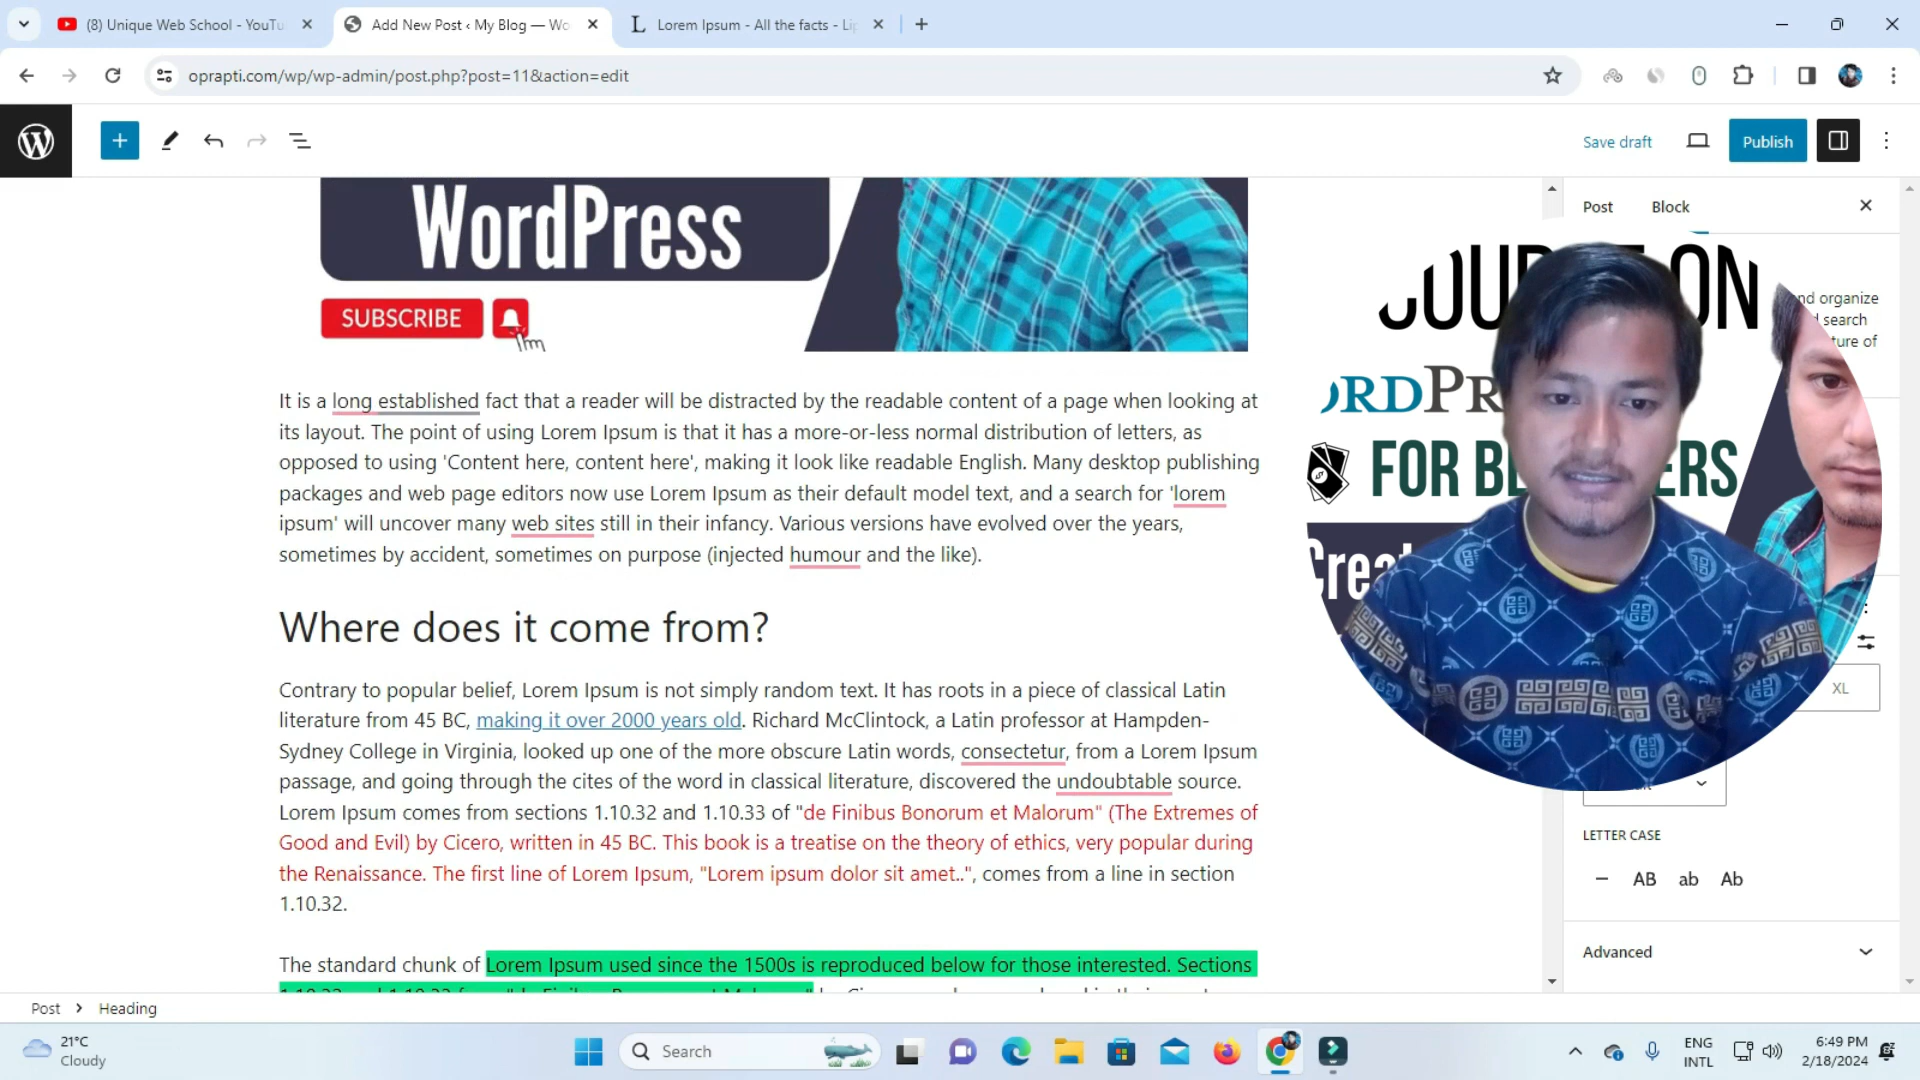 (8) Unique Web School - YouTu
Add New Post ‹ My Blog — Wo
Lorem Ipsum - All the facts - Lip
oprapti.com/wp/wp-admin/post.php?post=11&action=edit
Save draft
Publish
WordPress
SUBSCRIBE
Post
Block
ON
nd organize
search
ture of
FOR
ERS
It is a long established fact that a reader will be distracted by the readable content of a page when looking at
its layout. The point of using Lorem Ipsum is that it has a more-or-less normal distribution of letters, as
opposed to using 'Content here, content here', making it look like readable English. Many desktop publishing
packages and web page editors now use Lorem Ipsum as their default model text, and a search for 'lorem
ipsum' will uncover many web sites still in their infancy. Various versions have evolved over the years,
sometimes by accident, sometimes on purpose (injected humour and the like).
Where does it come from?
Contrary to popular belief, Lorem Ipsum is not simply random text. It has roots in a piece of classical Latin
literature from 45 BC, making it over 2000 years old. Richard McClintock, a Latin professor at Hampden-
Sydney College in Virginia, looked up one of the more obscure Latin words, consectetur, from a Lorem Ipsum
passage, and going through the cites of the word in classical literature, discovered the undoubtable source.
Lorem Ipsum comes from sections 1.10.32 and 1.10.33 of "de Finibus Bonorum et Malorum" (The Extremes of
Good and Evil) by Cicero, written in 45 BC. This book is a treatise on the theory of ethics, very popular during
the Renaissance. The first line of Lorem Ipsum, "Lorem ipsum dolor sit amet..", comes from a line in section
1.10.32.
The standard chunk of Lorem Ipsum used since the 1500s is reproduced below for those interested. Sections
XL
LETTER CASE
— AB ab Ab
Advanced
Post
Heading
21°C
Cloudy
Search
ENG
INTL
6:49 PM
2/18/2024